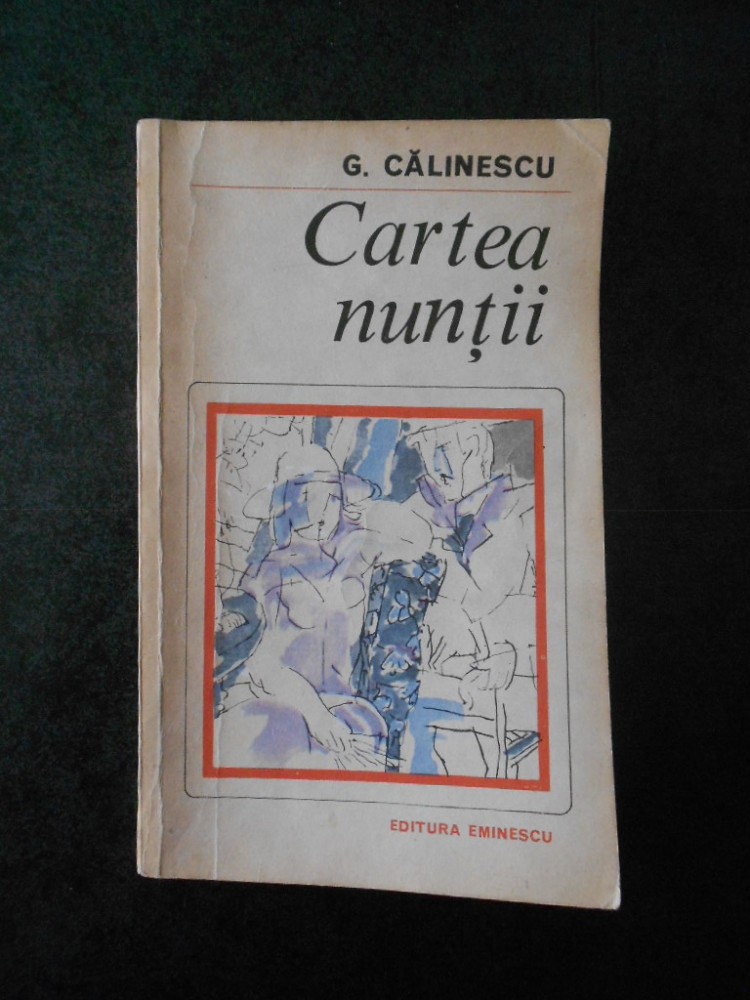 G. CĂLINESCU
Cartea
nunții
EDITURA EMINESCU